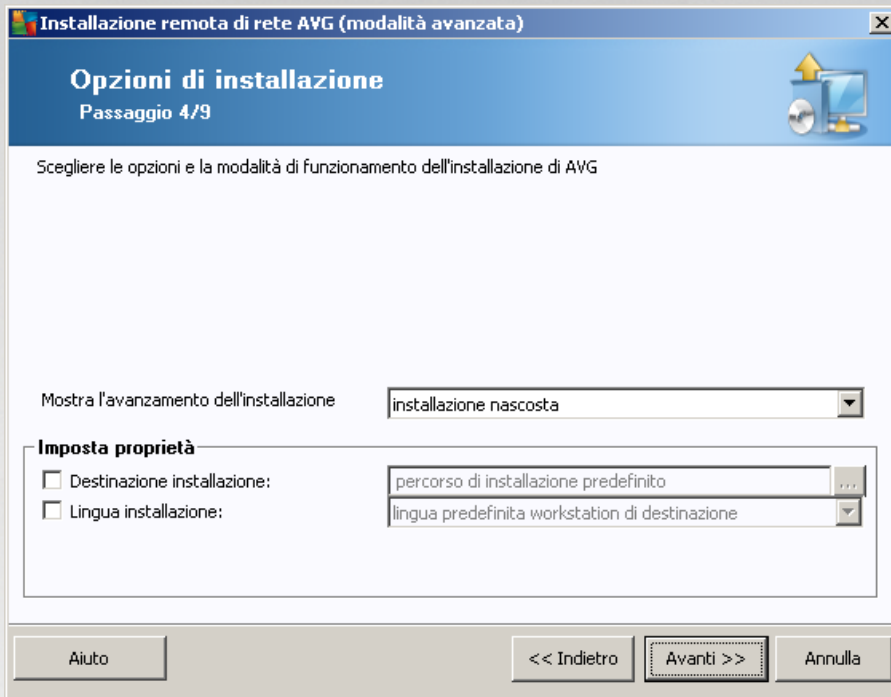 Installazione remota di rete AVG (modalità avanzata)
Opzioni di installazione
Passaggio 4/9
Scegliere le opzioni e la modalità di funzionamento dell'installazione di AVG
Mostra l'avanzamento dell'installazione installazione nascosta
Imposta proprietà
Destinazione installazione: percorso di installazione predefinito ...
Lingua installazione: lingua predefinita workstation di destinazione
Aiuto << Indietro Avanti >> Annulla